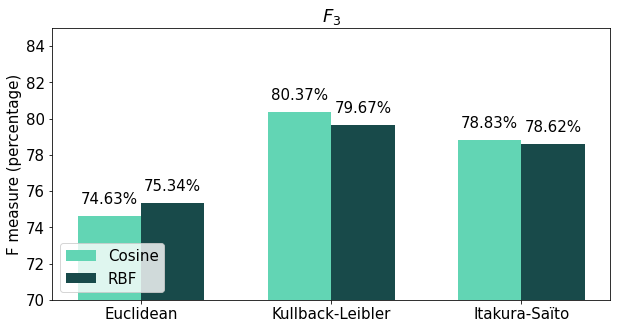 F3
F measure (percentage)
84
82
80
78
76
74
72
70
74.63%
75.34%
80.37%
79.67%
78.83%
78.62%
Cosine
RBF
Euclidean
Kullback-Leibler
Itakura-Saïto